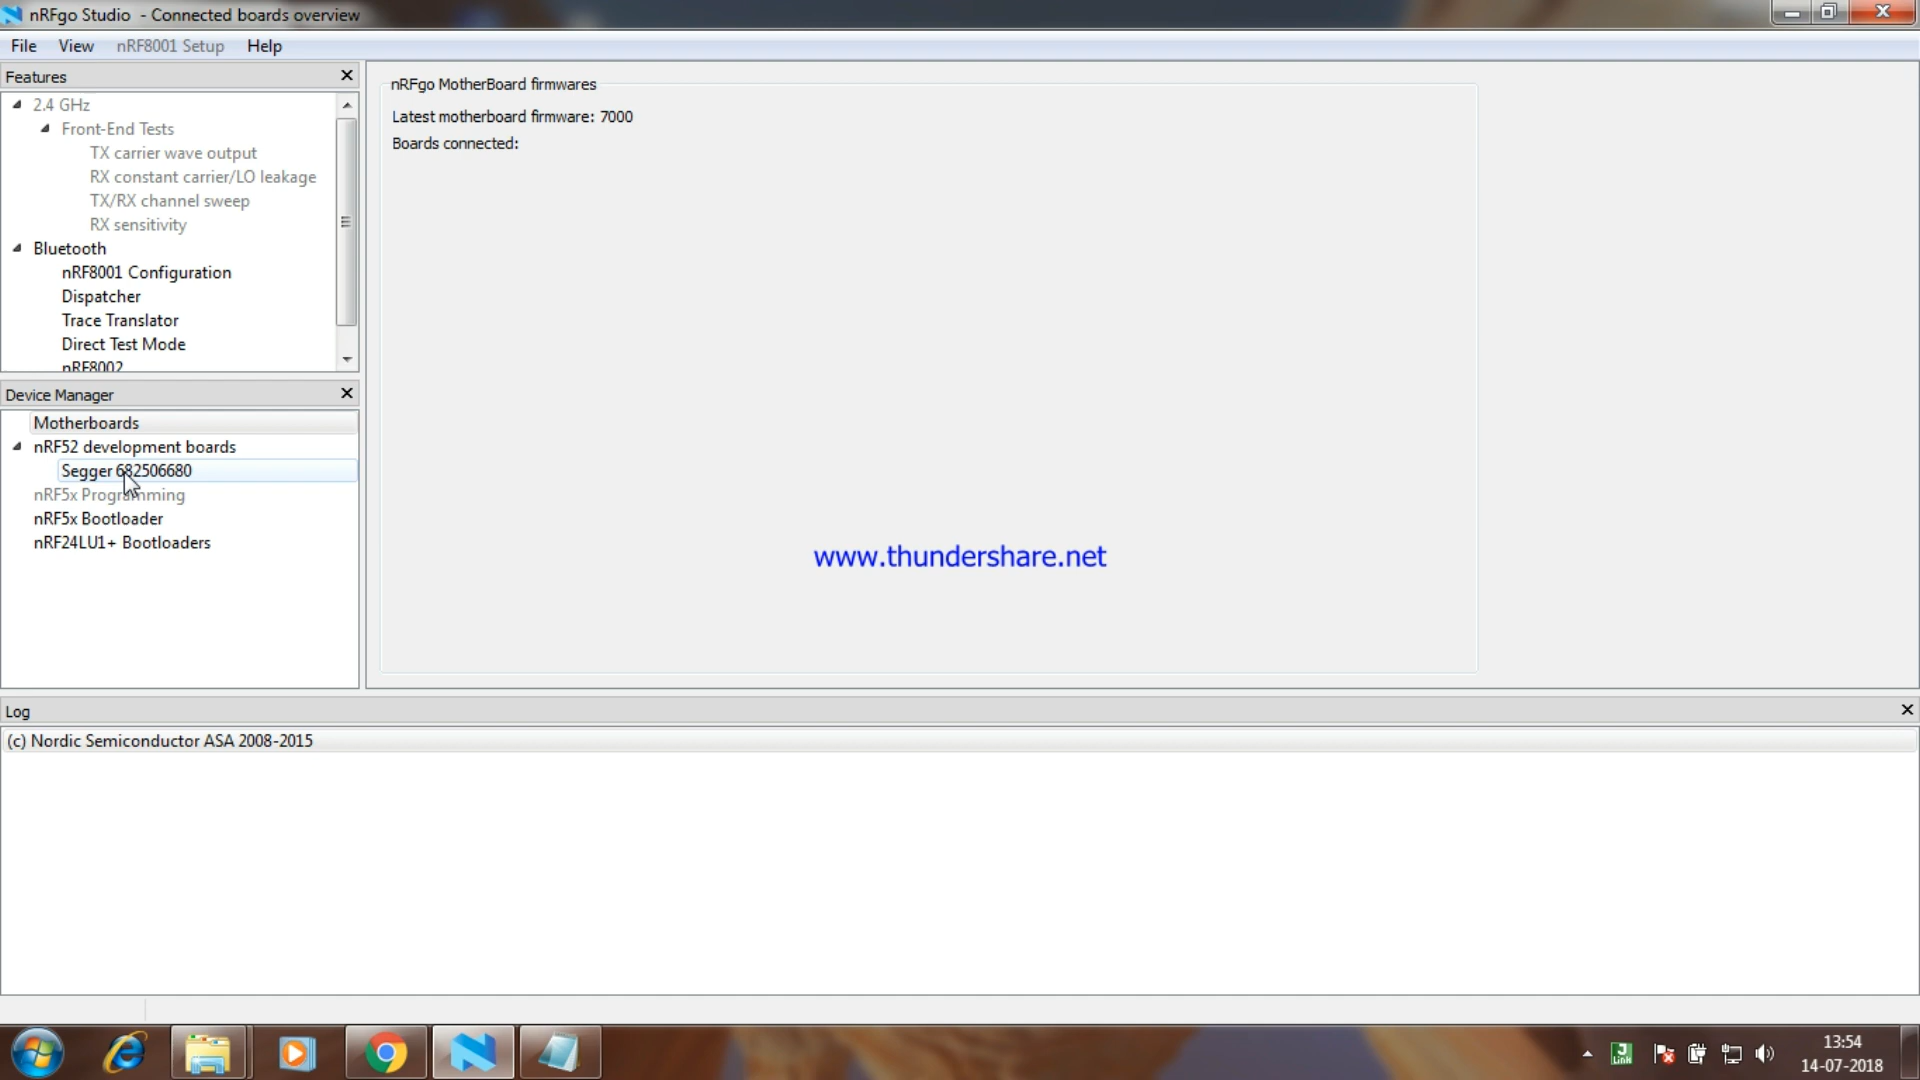 nRFgo Studio - Connected boards overview
File View nRF8001 Setup Help
Features
2.4 GHz
Front-End Tests
TX carrier wave output
RX constant carrier/LO leakage
TX/RX channel sweep
RX sensitivity
Bluetooth
nRF8001 Configuration
Dispatcher
Trace Translator
Direct Test Mode
nRF8002
Device Manager
Motherboards
nRF52 development boards
Segger 682506680
nRF5x Programming
nRF5x Bootloader
nRF24LU1+ Bootloaders
nRFgo MotherBoard firmwares
Latest motherboard firmware: 7000
Boards connected:
www.thundershare.net
Log
(c) Nordic Semiconductor ASA 2008-2015
J
Link
13:54
14-07-2018